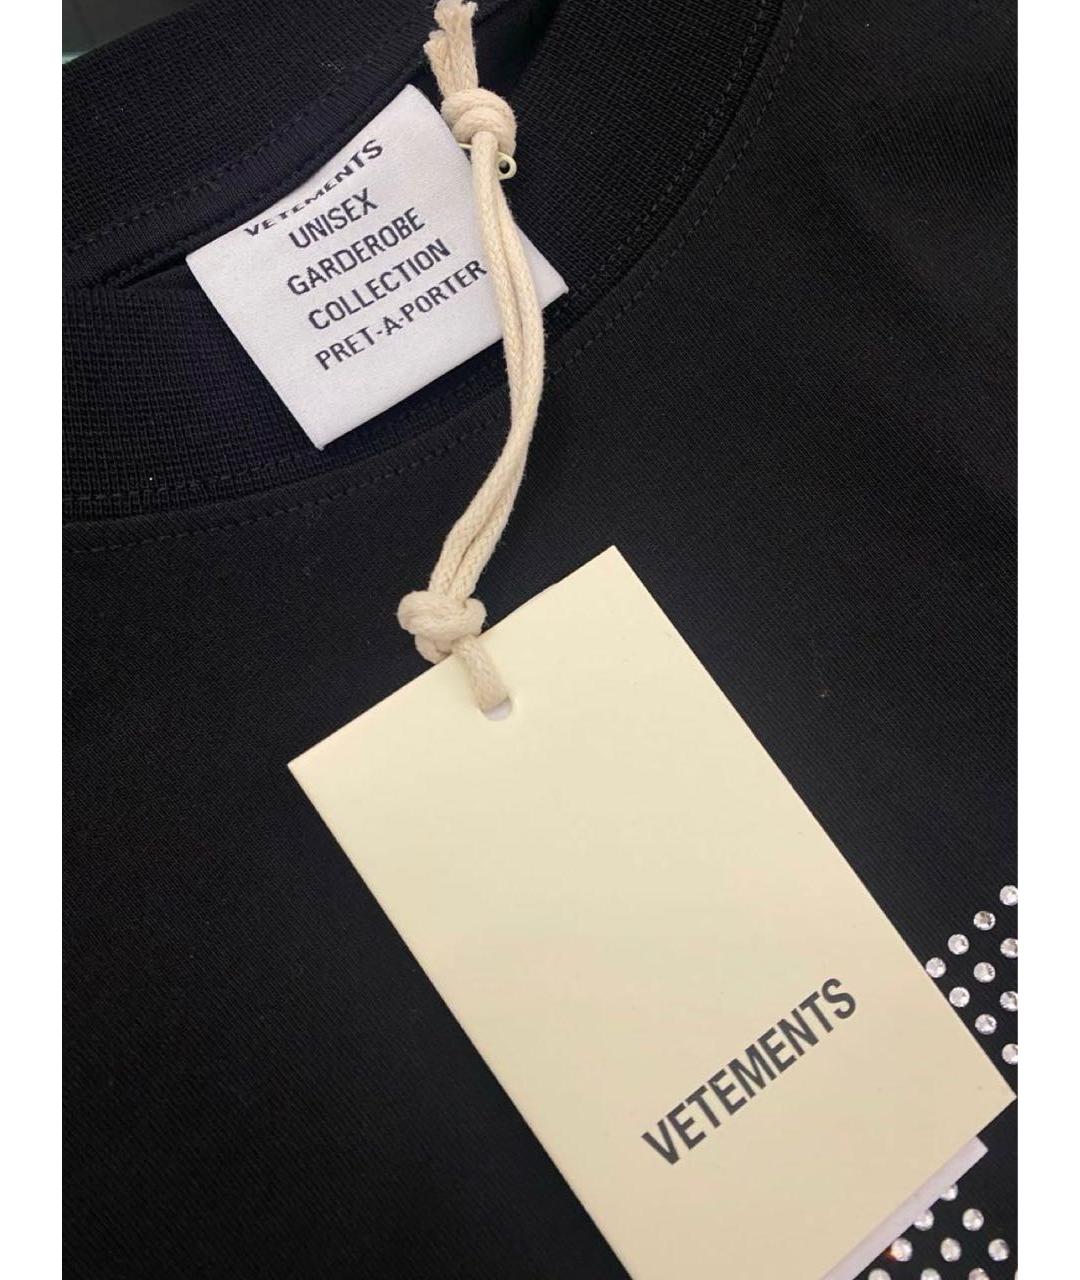 VETEMENTS
UNISEX
GARDEROBE
COLLECTION
PRET-A-PORTER
VETEMENTS